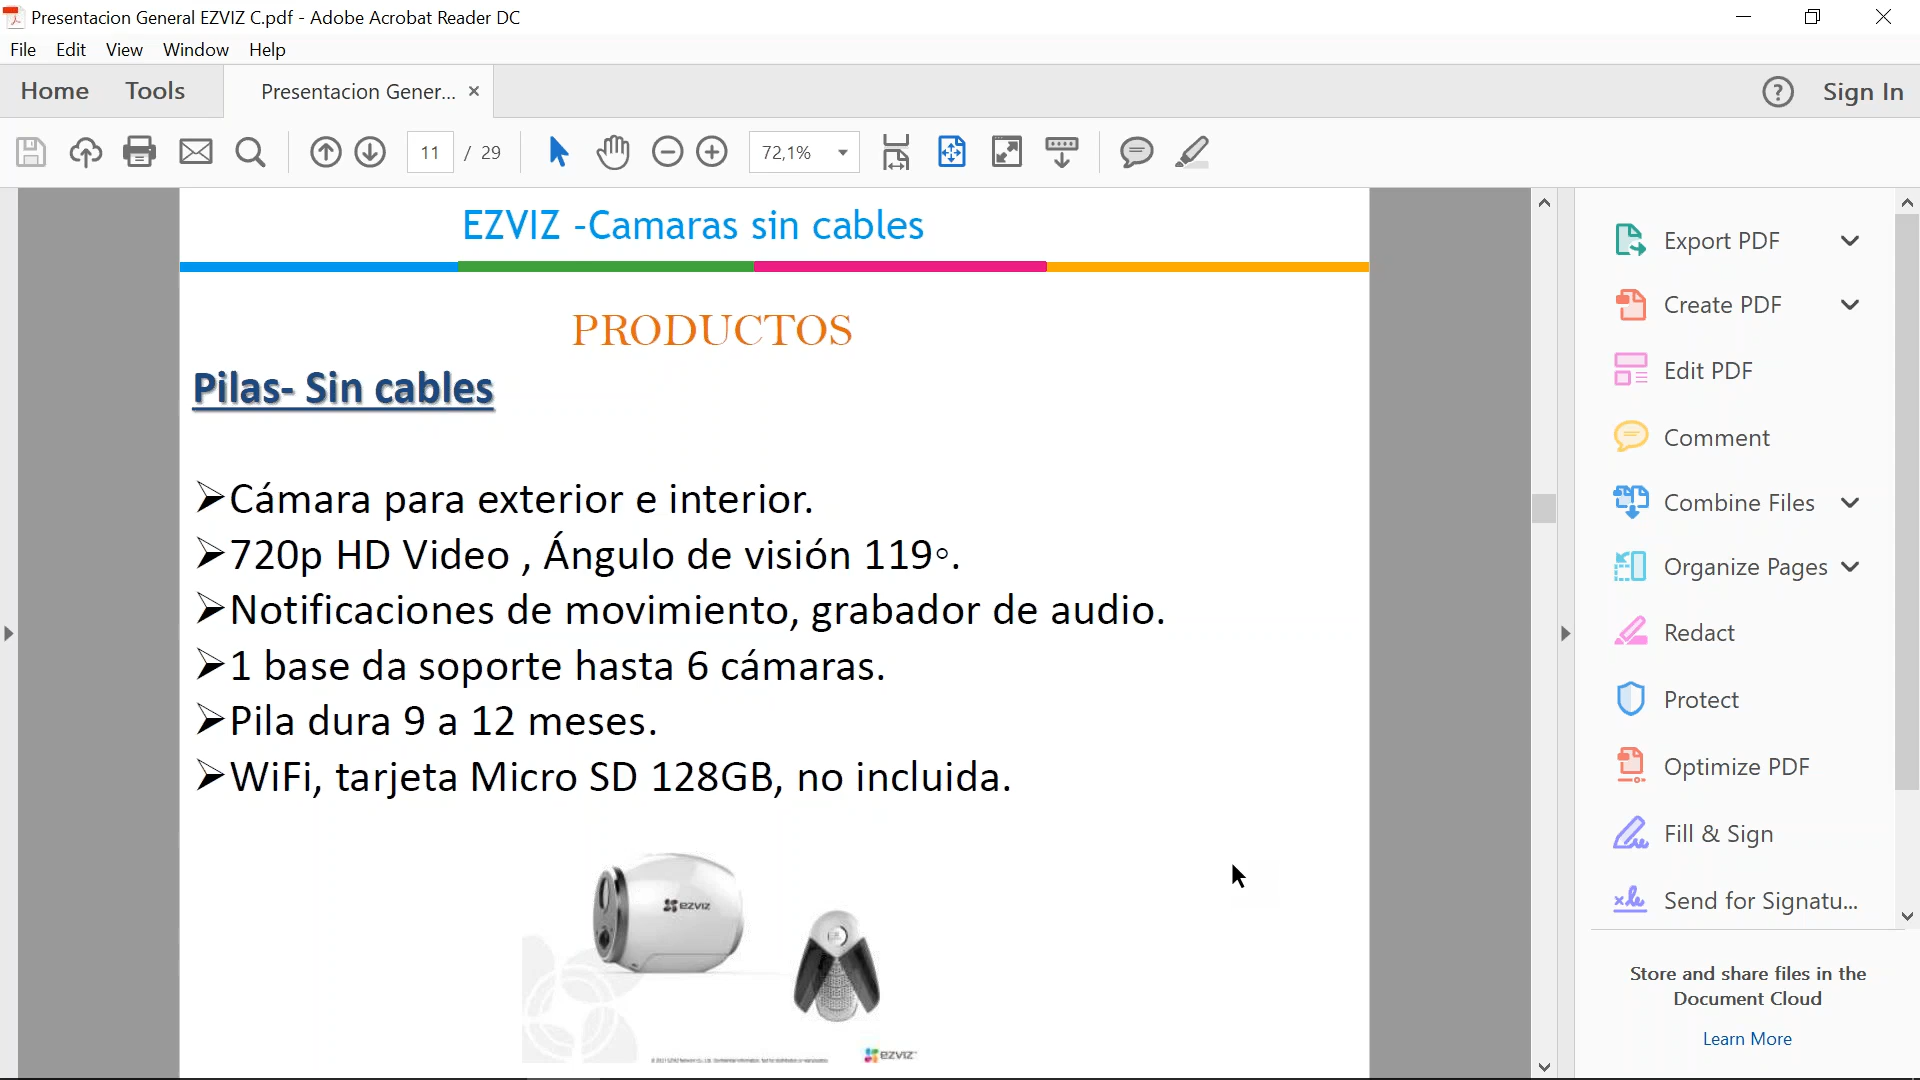 Presentacion General EZVIZ C.pdf - Adobe Acrobat Reader DC
File Edit View Window Help
Home Tools Presentacion Gener... × ? Sign In
11 / 29 72,1%
EZVIZ -Camaras sin cables
PRODUCTOS
Pilas- Sin cables
➢Cámara para exterior e interior.
➢720p HD Video , Ángulo de visión 119◦.
➢Notificaciones de movimiento, grabador de audio.
➢1 base da soporte hasta 6 cámaras.
➢Pila dura 9 a 12 meses.
➢WiFi, tarjeta Micro SD 128GB, no incluida.
ezviz
ezviz
Export PDF
Create PDF
Edit PDF
Comment
Combine Files
Organize Pages
Redact
Protect
Optimize PDF
Fill & Sign
Send for Signatu...
Store and share files in the
Document Cloud
Learn More